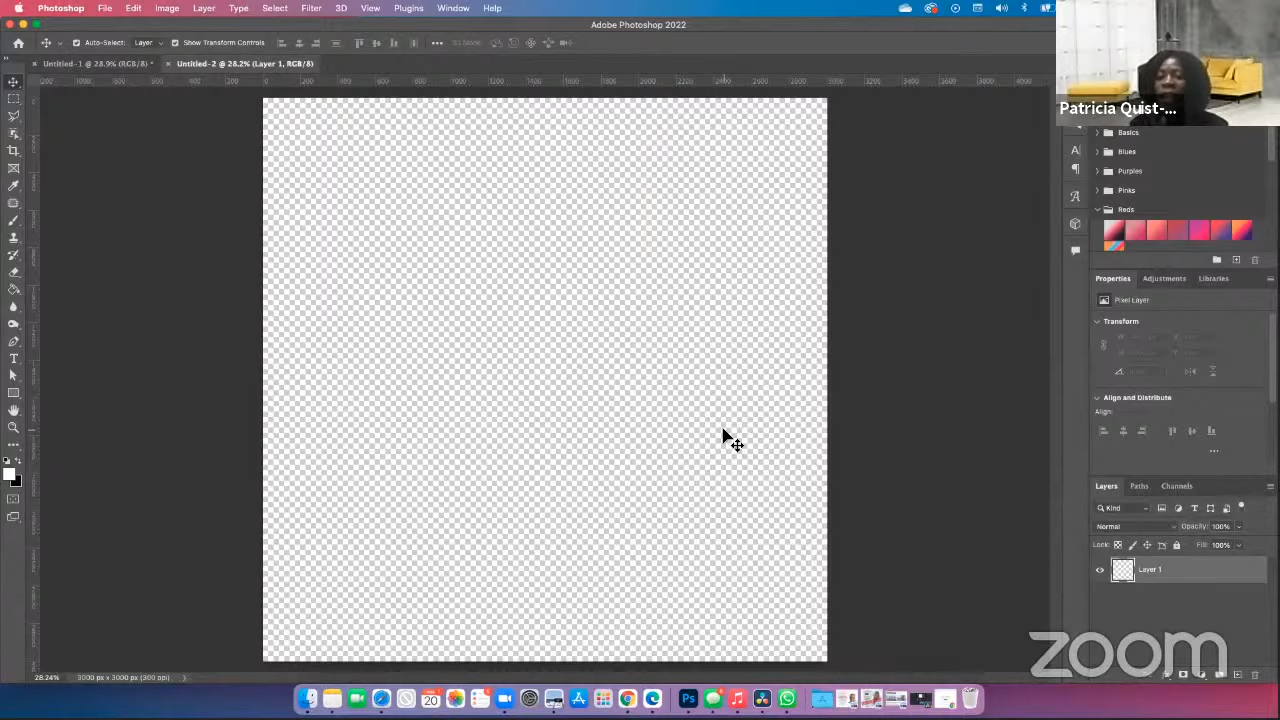 Photoshop File Edit Image Layer Type Select Filter 3D View Plugins Window Help
Adobe Photoshop 2022
Auto-Select: Layer Show Transform Controls 3D Mode:
Untitled-1 @ 28.9% (RGB/8) * Untitled-2 @ 28.2% (Layer 1, RGB/8)
Patricia Quist-...
Basics
Blues
Purples
Pinks
Reds
Properties Adjustments Libraries
Pixel Layer
Transform
Align and Distribute
Align:
Layers Paths Channels
Kind
Normal Opacity: 100%
Lock: Fill: 100%
Layer 1
zoom
28.24% 3000 px x 3000 px (300 ppi)
20